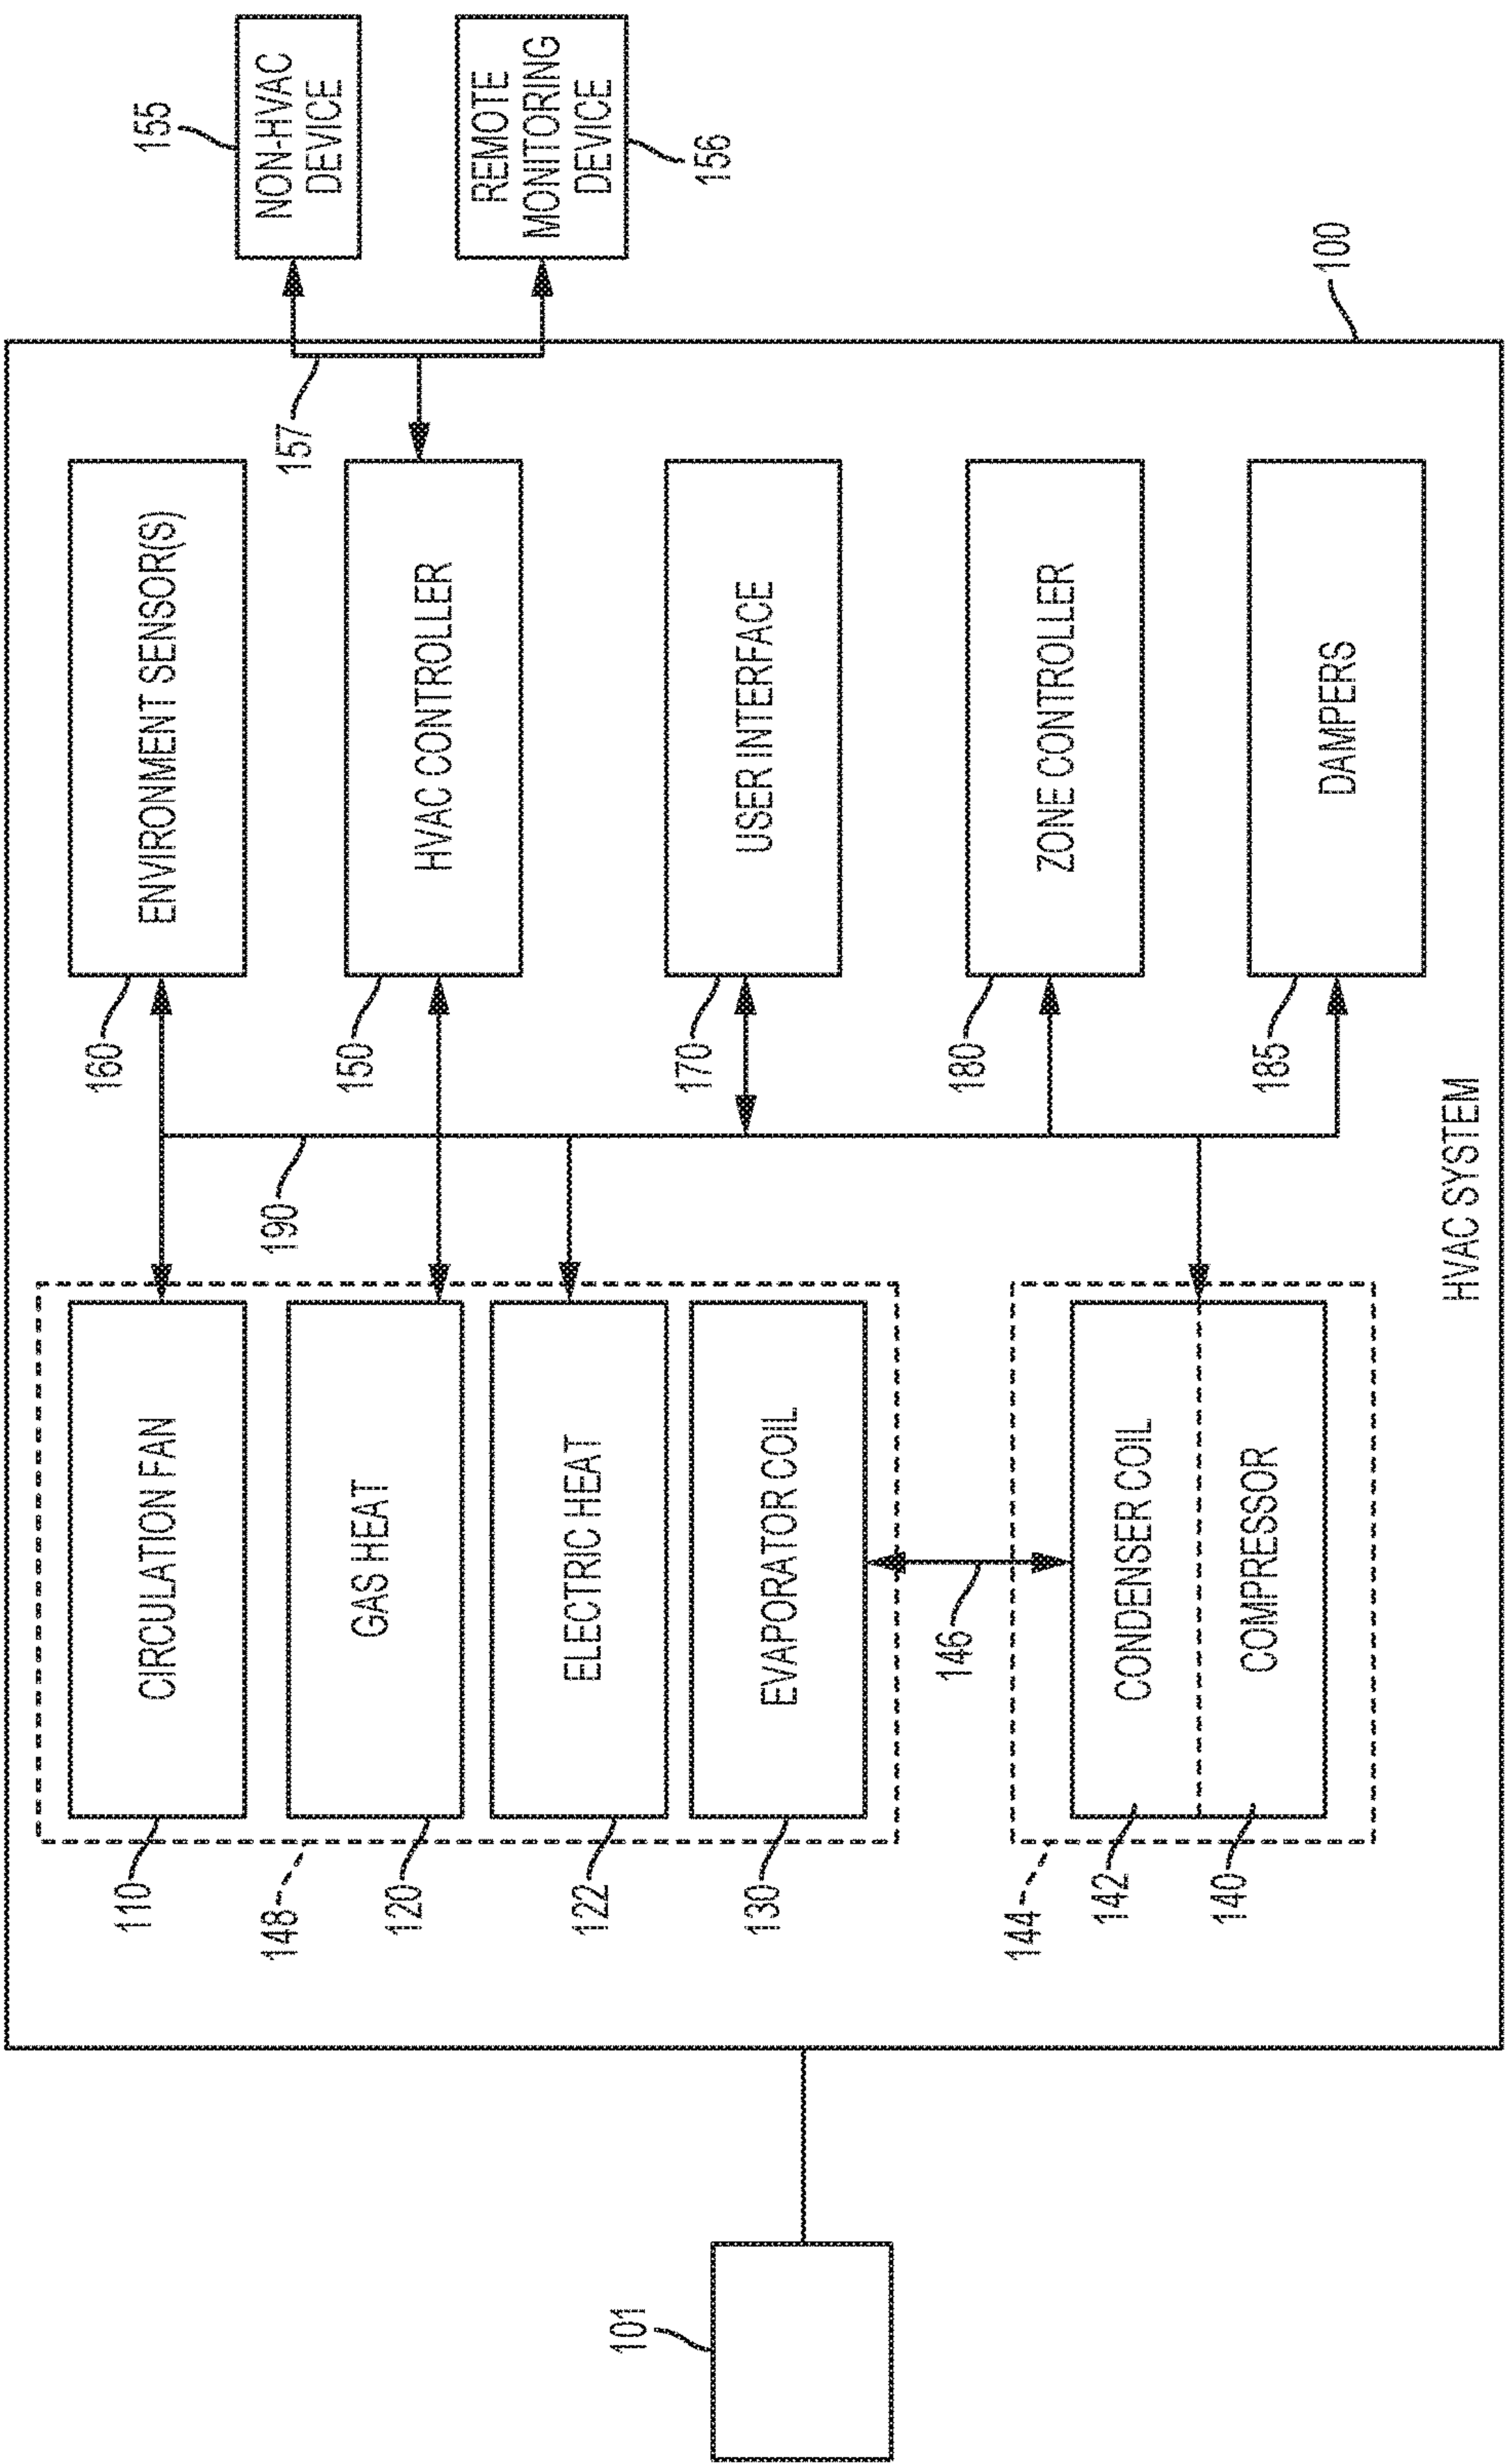 155
NON-HVAC
DEVICE
REMOTE
MONITORING
DEVICE
156
100
157
ENVIRONMENT SENSOR(S)
160
HVAC CONTROLLER
150
USER INTERFACE
170
ZONE CONTROLLER
180
DAMPERS
185
190
HVAC SYSTEM
CIRCULATION FAN
110
148
GAS HEAT
120
ELECTRIC HEAT
122
EVAPORATOR COIL
130
146
CONDENSER COIL
142
COMPRESSOR
140
144
101